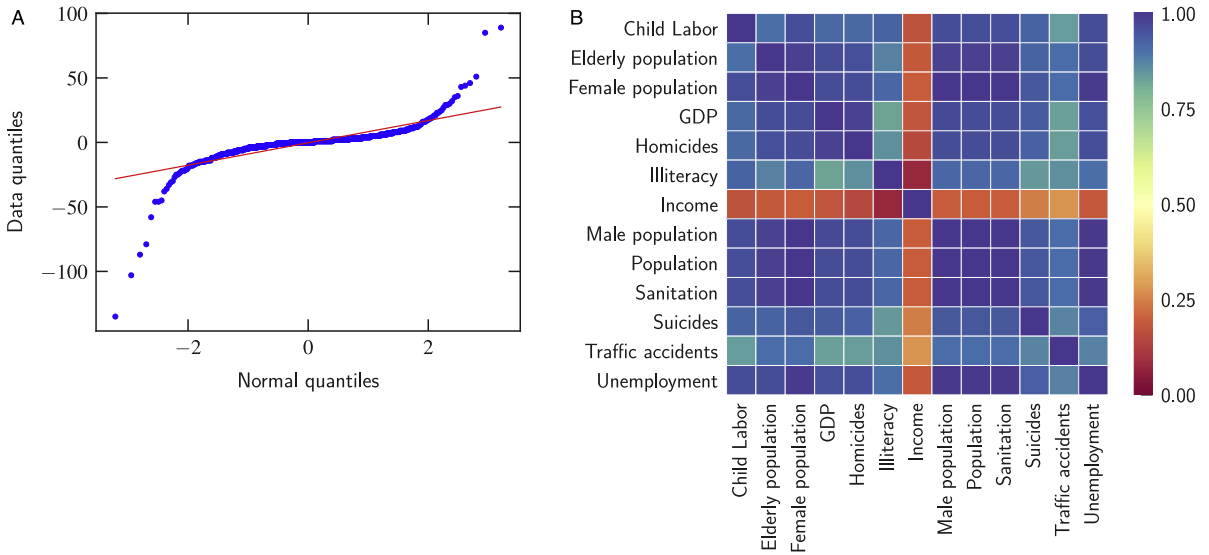 A
100
50
0
−50
−100
Data quantiles
−2
0
2
Normal quantiles
B
Child Labor
Elderly population
Female population
GDP
Homicides
Illiteracy
Income
Male population
Population
Sanitation
Suicides
Traffic accidents
Unemployment
Child Labor
Elderly population
Female population
GDP
Homicides
Illiteracy
Income
Male population
Population
Sanitation
Suicides
Traffic accidents
Unemployment
1.00
0.75
0.50
0.25
0.00